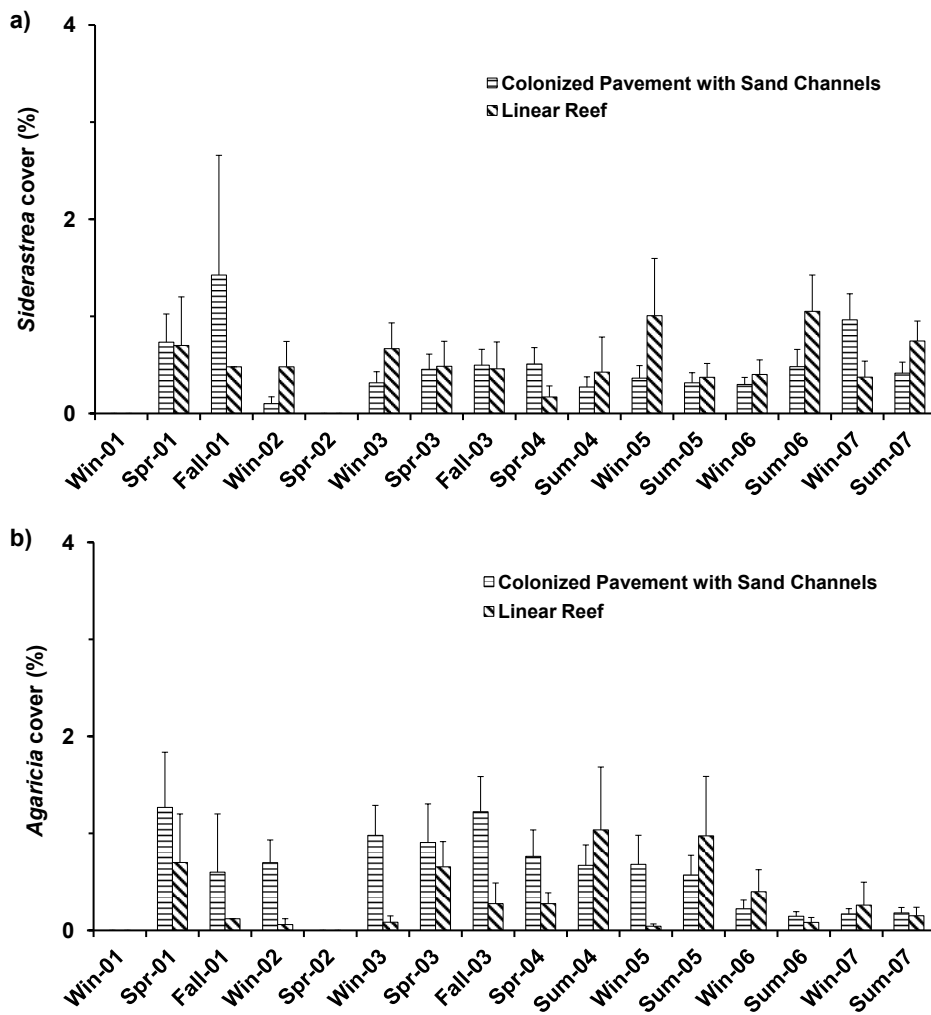 a)
4
Colonized Pavement with Sand Channels
Linear Reef
Siderastrea cover (%)
2
0
Win-01 Spr-01 Fall-01 Win-02 Spr-02 Win-03 Spr-03 Fall-03 Spr-04 Sum-04 Win-05 Sum-05 Win-06 Sum-06 Win-07 Sum-07
b)
4
Colonized Pavement with Sand Channels
Linear Reef
Agaricia cover (%)
2
0
Win-01 Spr-01 Fall-01 Win-02 Spr-02 Win-03 Spr-03 Fall-03 Spr-04 Sum-04 Win-05 Sum-05 Win-06 Sum-06 Win-07 Sum-07